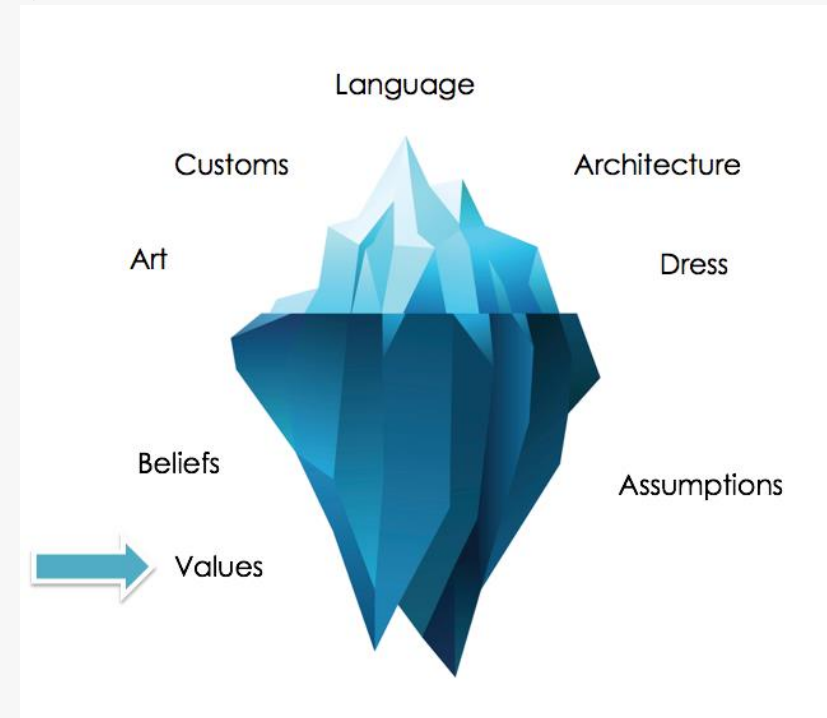 Language
Customs
Architecture
Art
Dress
Beliefs
Assumptions
Values